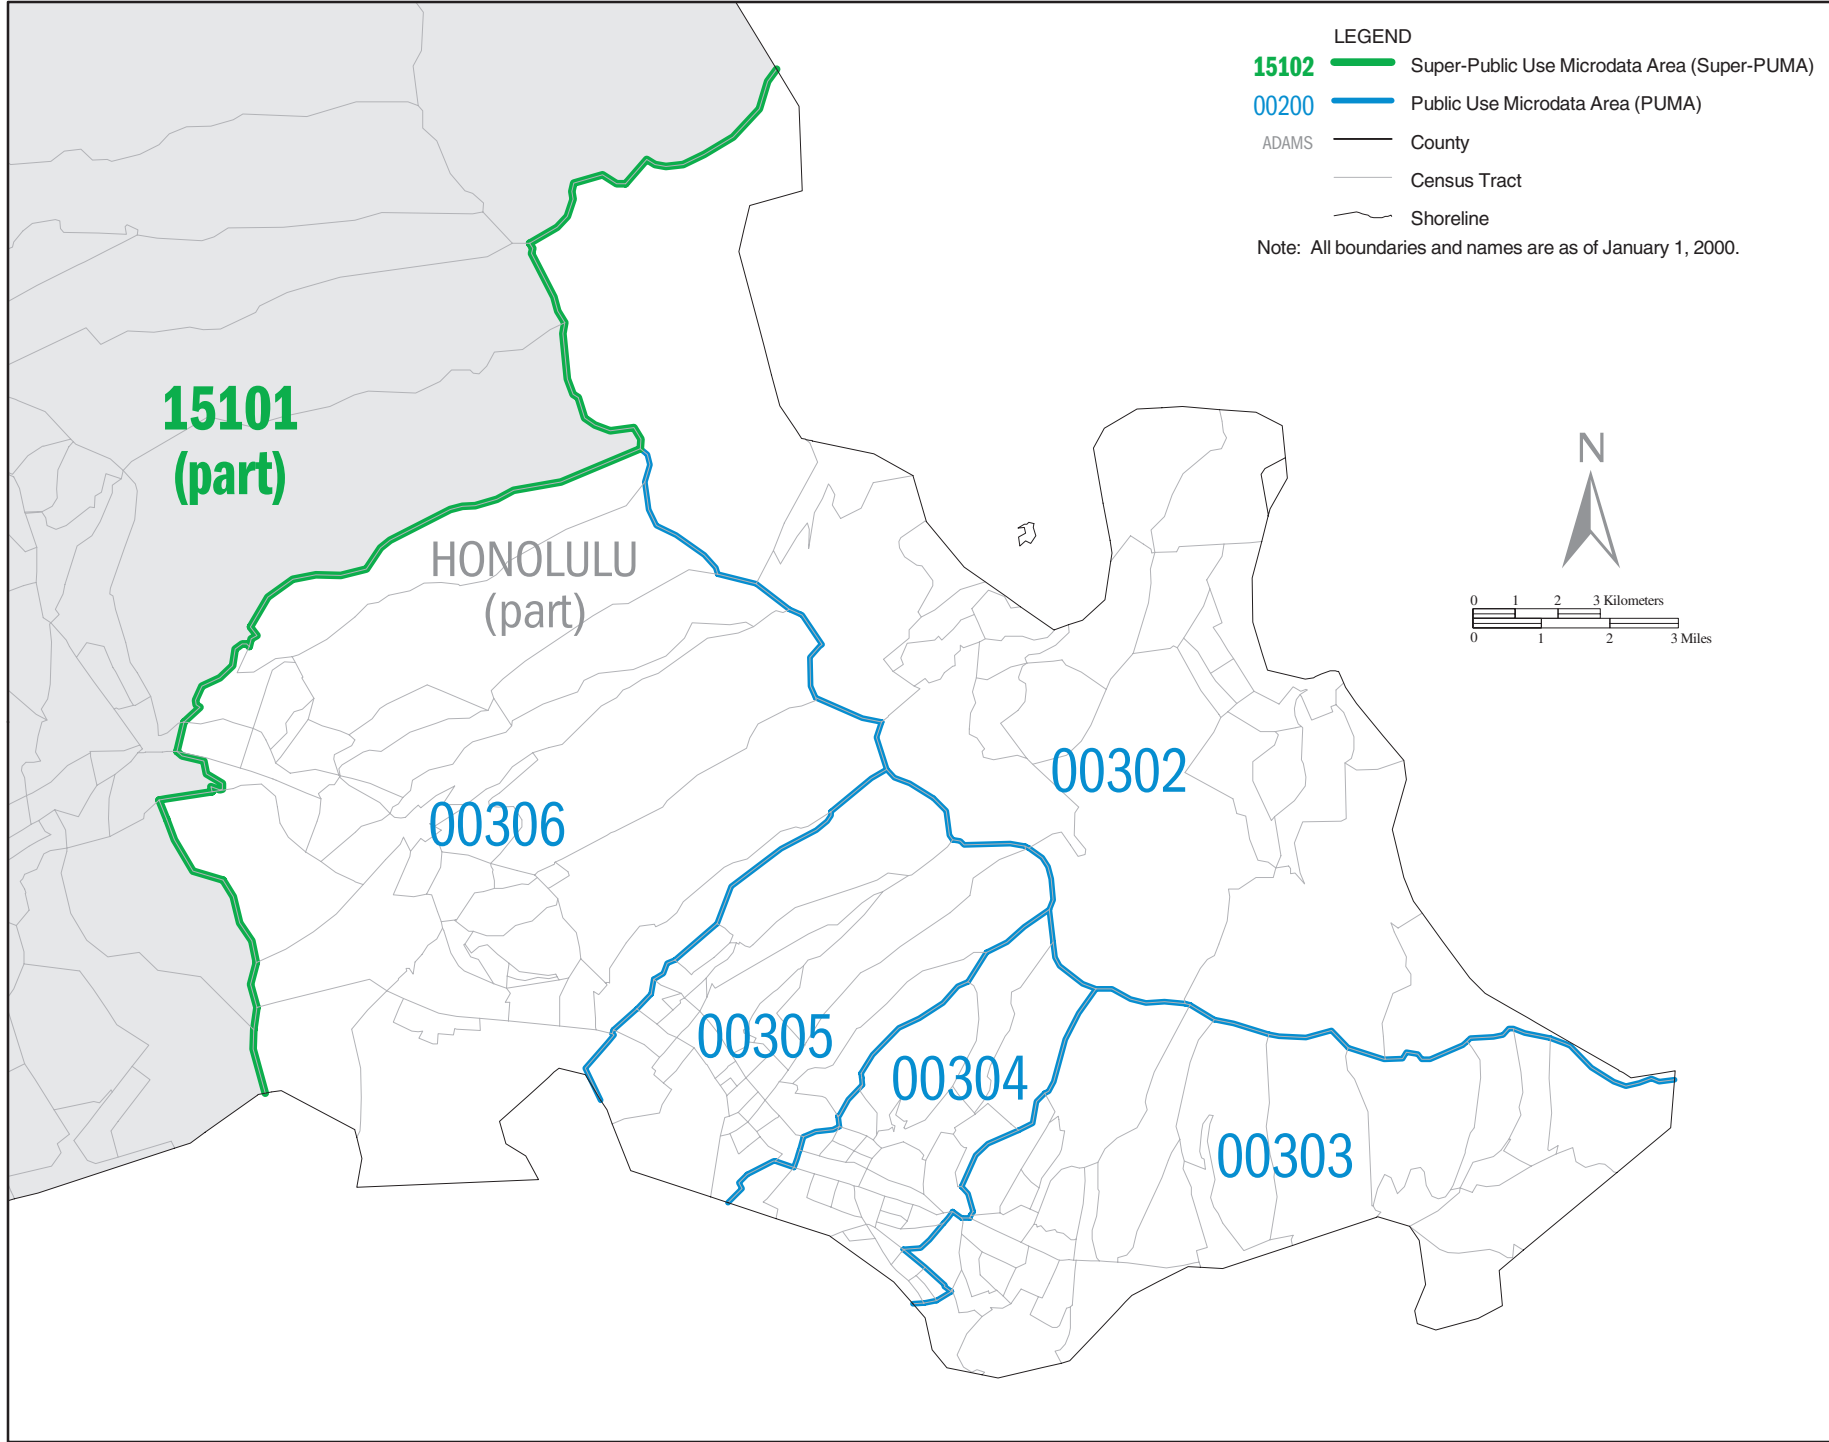 LEGEND
15102 Super-Public Use Microdata Area (Super-PUMA)
00200 Public Use Microdata Area (PUMA)
ADAMS County
Census Tract
Shoreline
Note: All boundaries and names are as of January 1, 2000.
15101
(part)
N
HONOLULU
(part)
0 1 2 3 Kilometers
0 1 2 3 Miles
00302
00306
00305
00304
00303